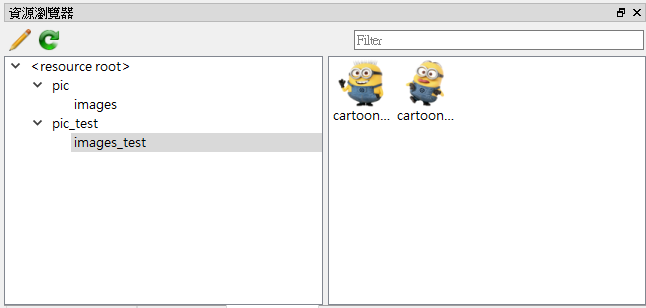 資源瀏覽器
Filter
<resource root>
pic
images
pic_test
images_test
cartoon...
cartoon...